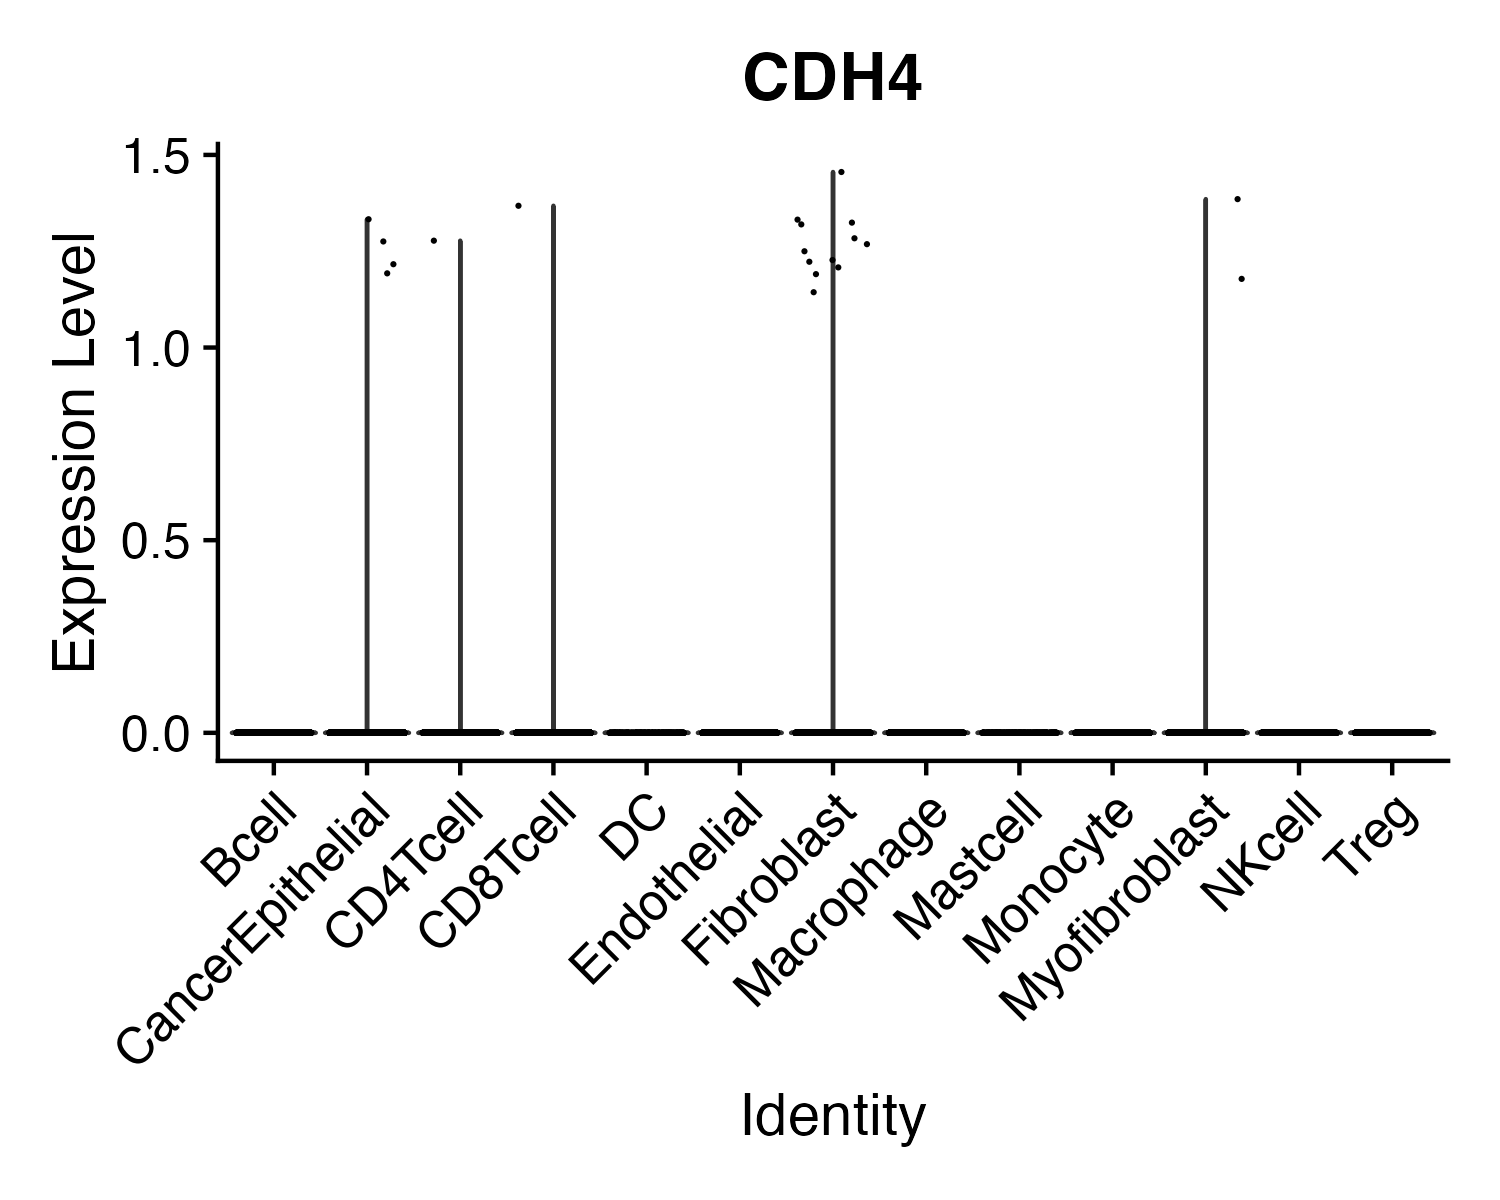 CDH4
Expression Level
1.5
1.0
0.5
0.0
Bcell
CancerEpithelial
CD4Tcell
CD8Tcell
DC
Endothelial
Fibroblast
Macrophage
Mastcell
Monocyte
Myofibroblast
NKcell
Treg
Identity